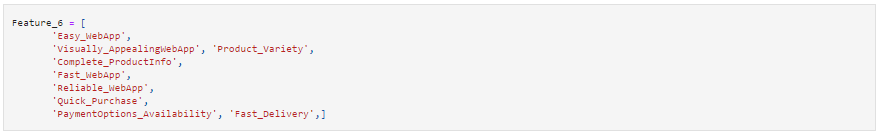 Feature_6 = [
'Easy_WebApp',
'Visually_AppealingWebApp', 'Product_Variety',
'Complete_ProductInfo',
'Fast_WebApp',
'Reliable_WebApp',
'Quick_Purchase',
'PaymentOptions_Availability', 'Fast_Delivery',]